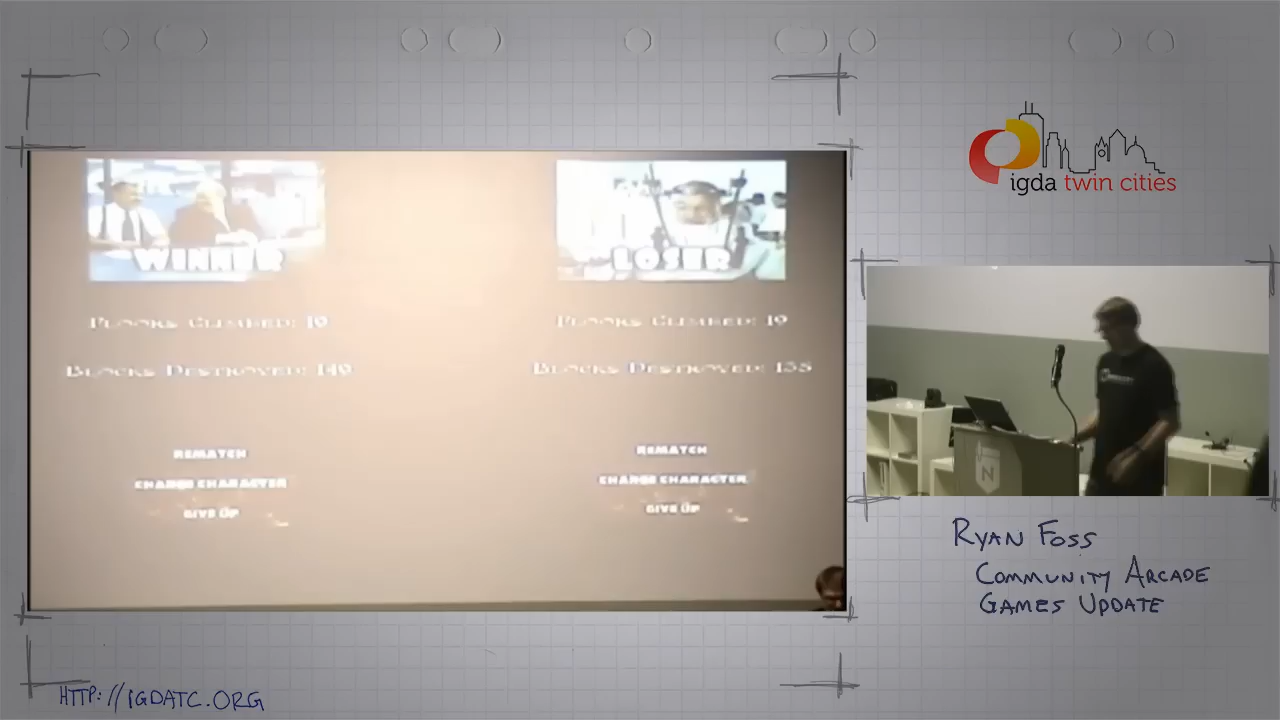 WINNER
LOSER
Floors Climbed: 19
Floors Climbed: 19
Blocks Destroyed: 149
Blocks Destroyed: 135
REMATCH
CHANGE CHARACTER
GIVE UP
REMATCH
CHANGE CHARACTER
GIVE UP
igda twin cities
N
RYAN FOSS
COMMUNITY ARCADE
GAMES UPDATE
HTTP://IGDATC.ORG